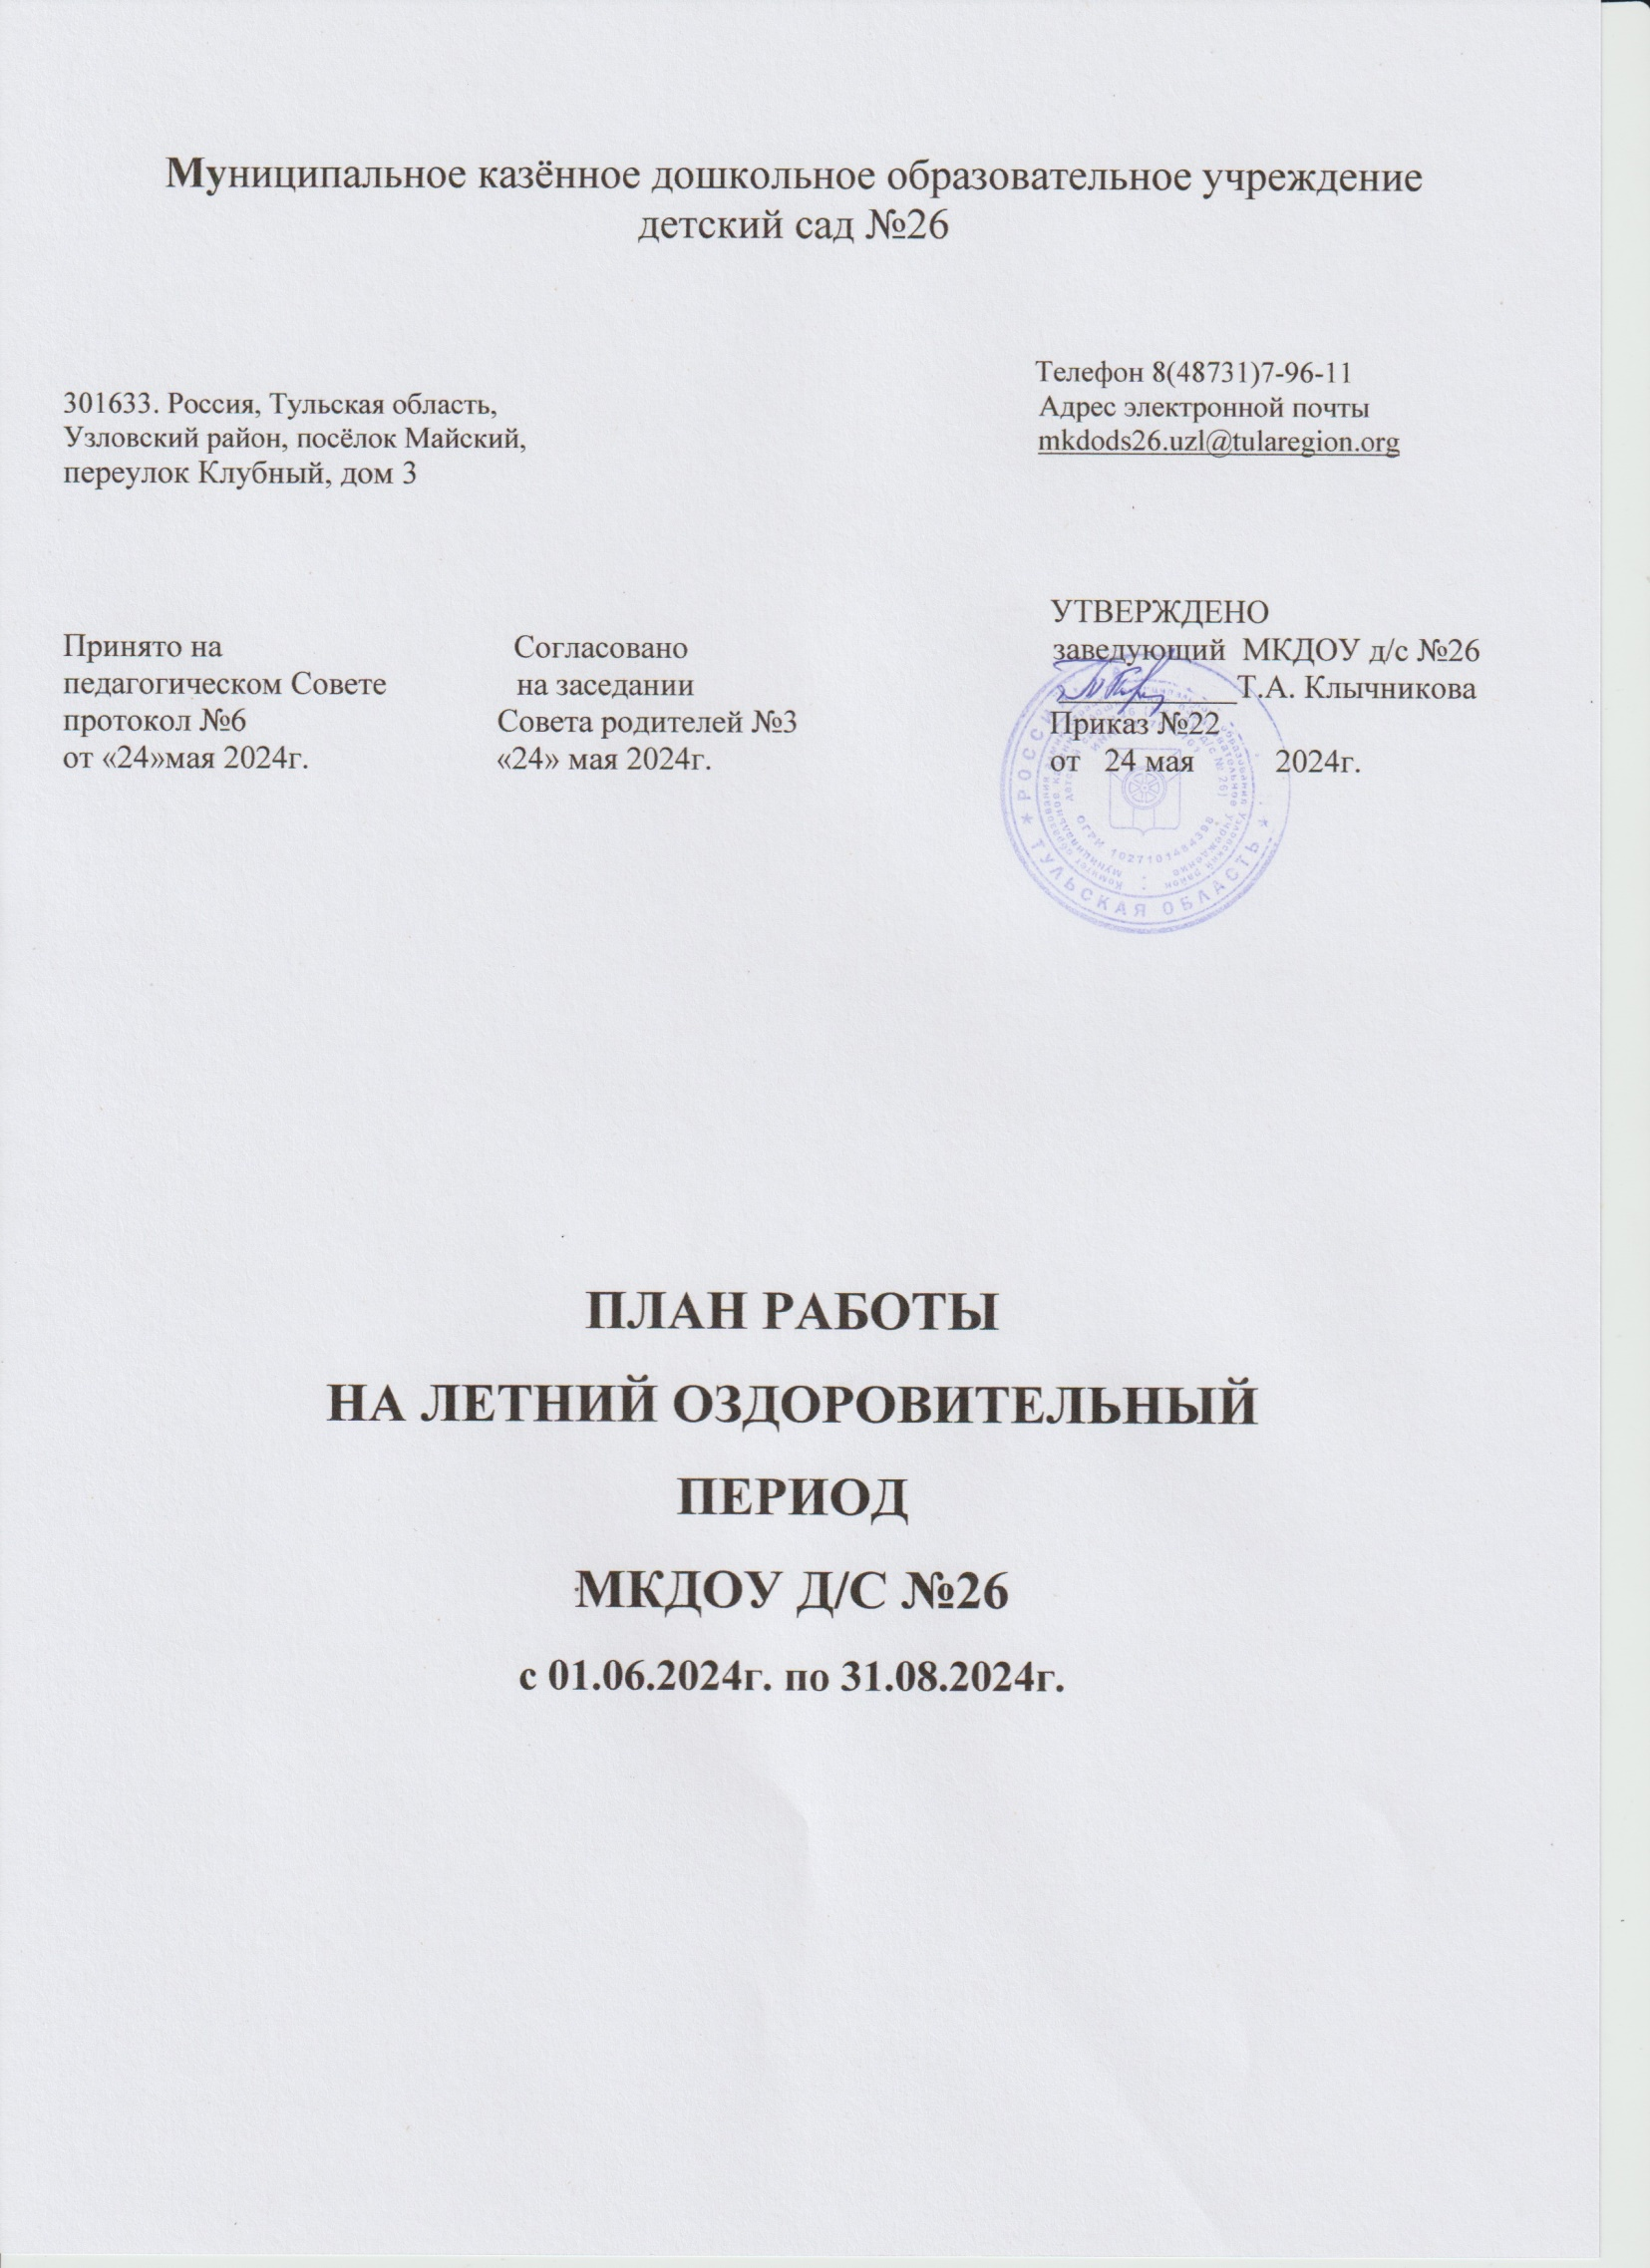 Муниципальное казённое дошкольное образовательное учреждение
детский сад №26
301633. Россия, Тульская область,
Узловский район, посёлок Майский,
переулок Клубный, дом 3
Телефон 8(48731)7-96-11
Адрес электронной почты
mkdods26.uzl@tularegion.org
Принято на
педагогическом Совете
протокол №6
от «24»мая 2024г.
Согласовано
на заседании
Совета родителей №3
«24» мая 2024г.
УТВЕРЖДЕНО
заведующий МКДОУ д/с №26
Т.А. Клычникова
Приказ №22
от 24 мая 2024г.
РОССИЯ
* ТУЛЬСКАЯ ОБЛАСТЬ *
ПЛАН РАБОТЫ
НА ЛЕТНИЙ ОЗДОРОВИТЕЛЬНЫЙ
ПЕРИОД
МКДОУ Д/С №26
с 01.06.2024г. по 31.08.2024г.